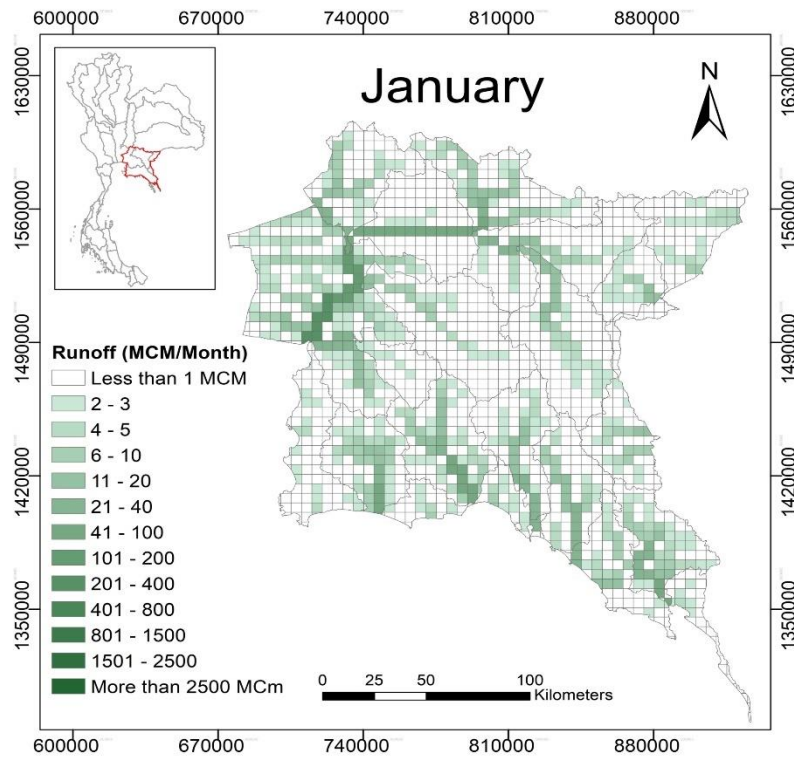 600000 670000 740000 810000 880000
January
N
1630000 1630000
1560000 1560000
1490000 1490000
1420000 1420000
1350000 1350000
Runoff (MCM/Month)
Less than 1 MCM
2 - 3
4 - 5
6 - 10
11 - 20
21 - 40
41 - 100
101 - 200
201 - 400
401 - 800
801 - 1500
1501 - 2500
More than 2500 MCm
0 25 50 100
Kilometers
600000 670000 740000 810000 880000